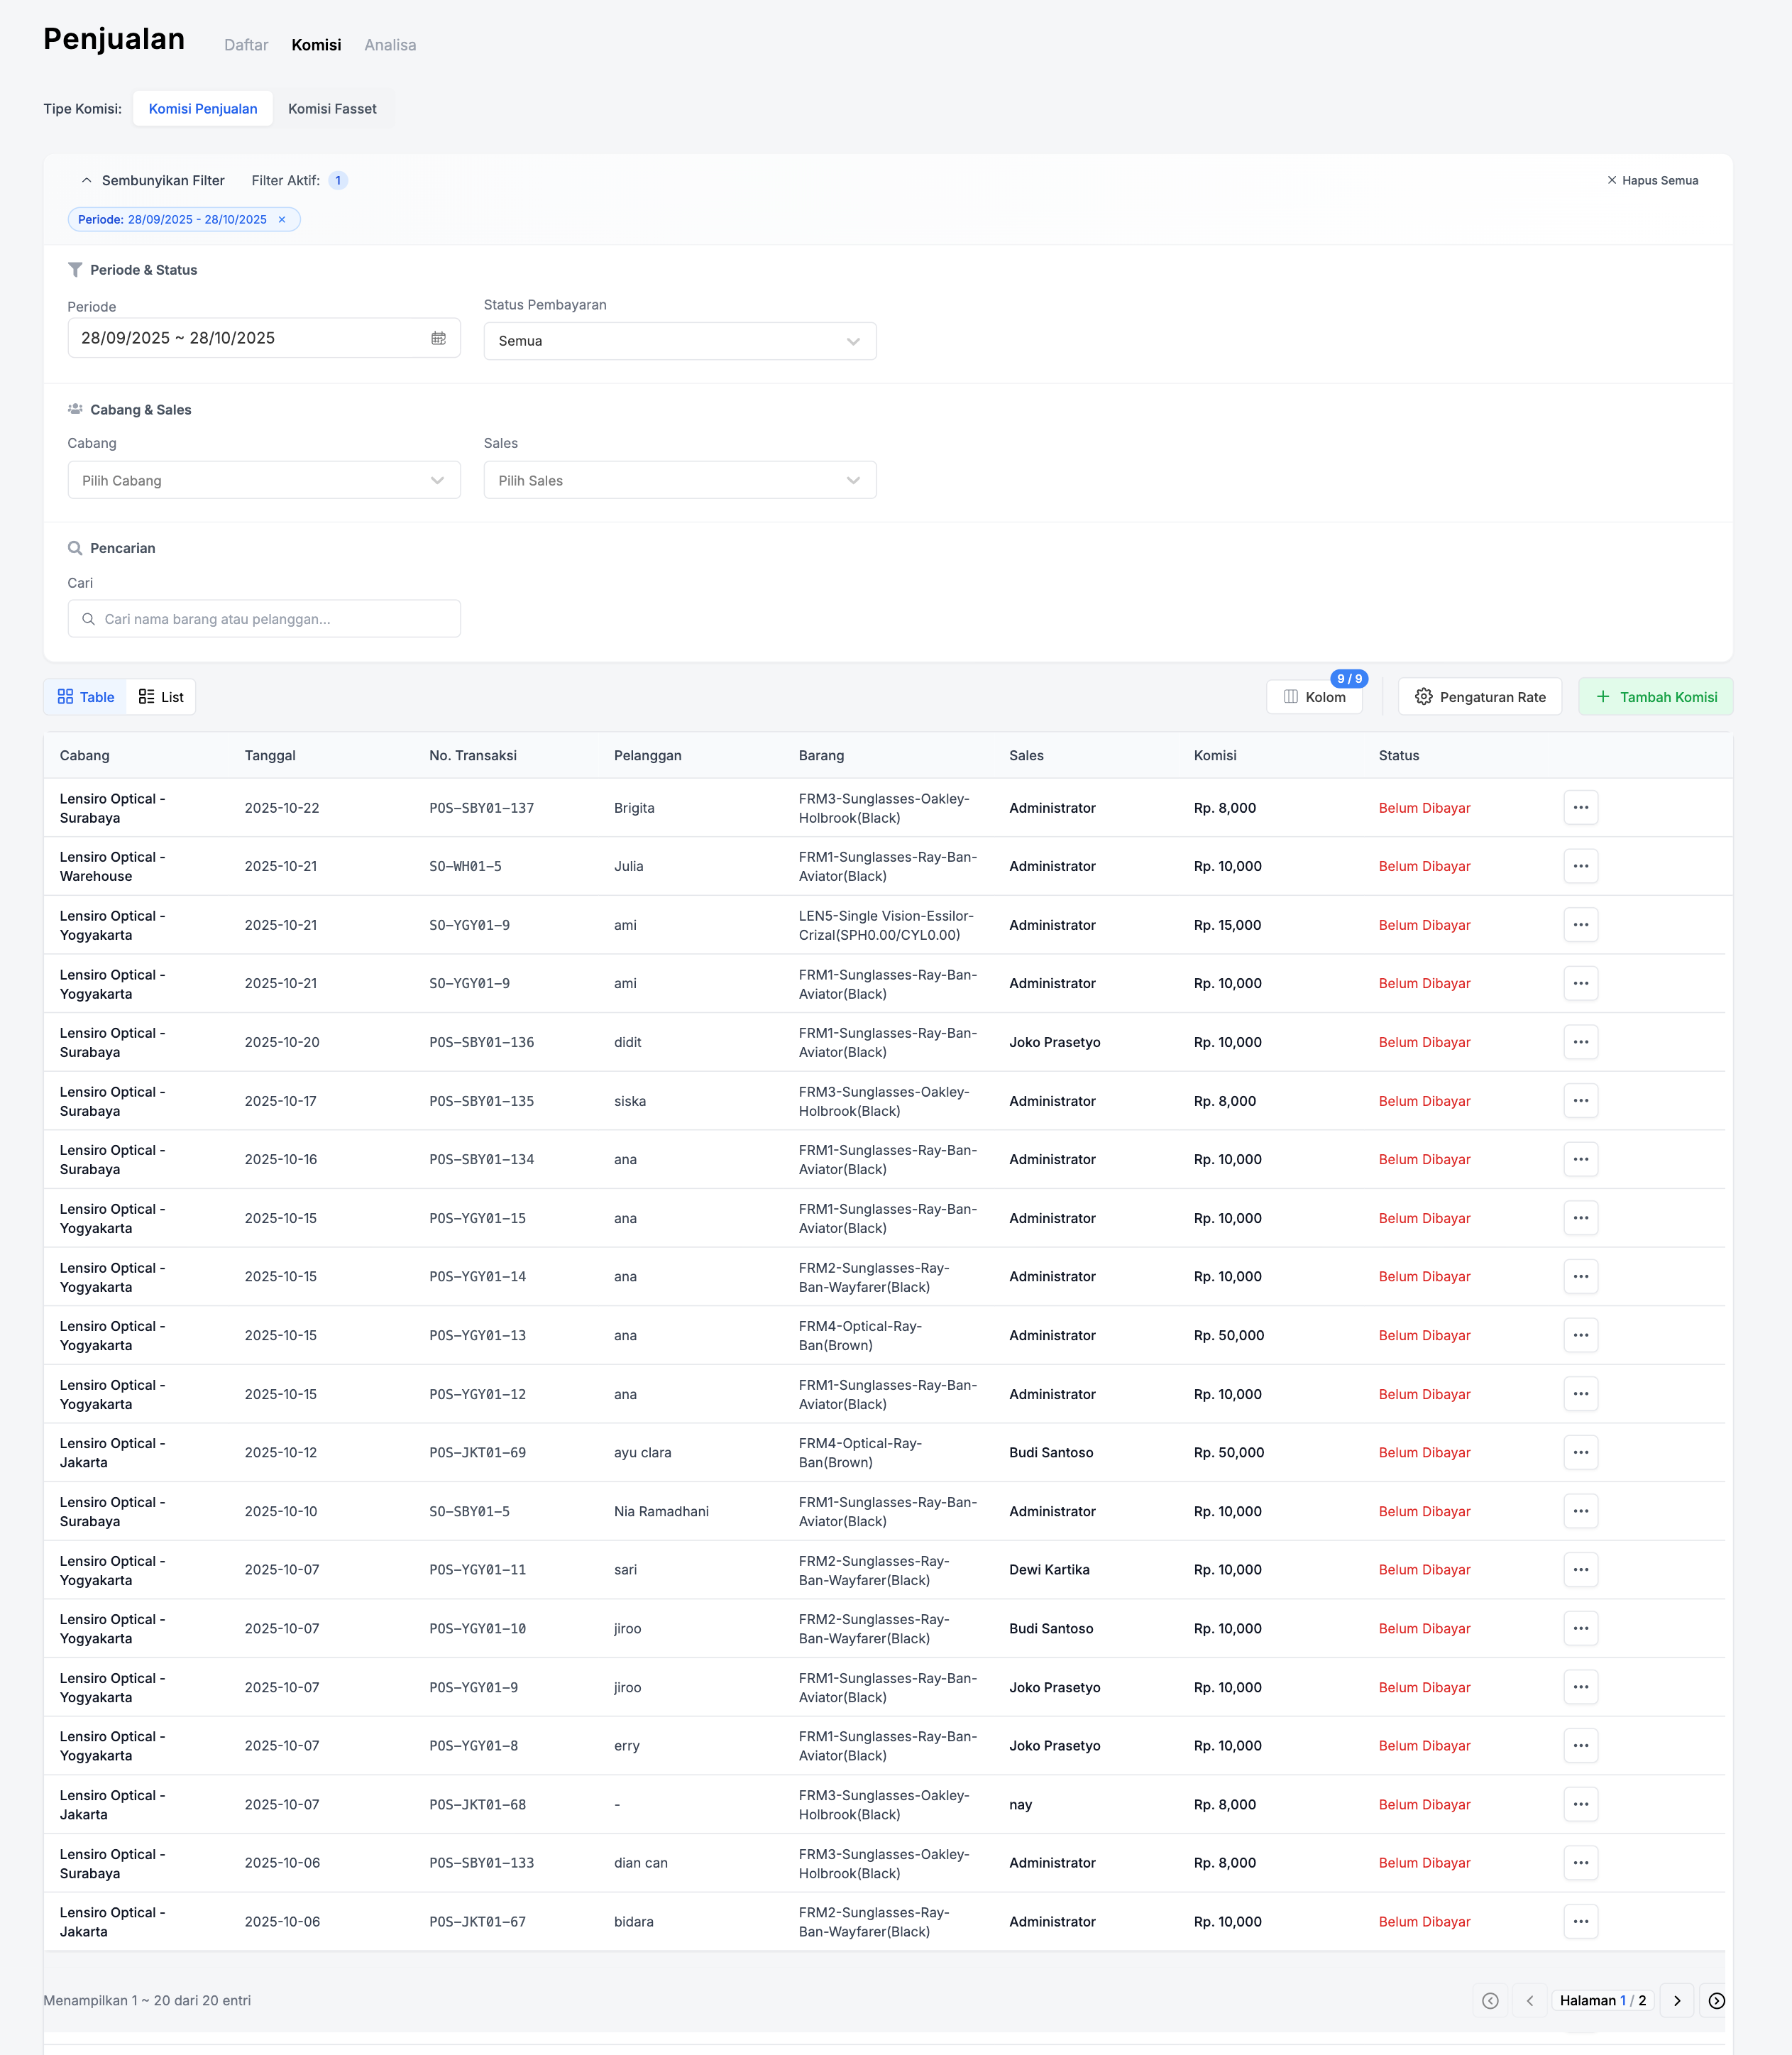 Penjualan Daftar Komisi Analisa
Tipe Komisi: Komisi Penjualan Komisi Fasset
Sembunyikan Filter Filter Aktif: 1 × Hapus Semua
Periode: 28/09/2025 - 28/10/2025 ×
Periode & Status
Periode Status Pembayaran
28/09/2025 ~ 28/10/2025 Semua
Cabang & Sales
Cabang Sales
Pilih Cabang Pilih Sales
Pencarian
Cari
Cari nama barang atau pelanggan...
9 / 9
Table List Kolom Pengaturan Rate + Tambah Komisi
Cabang Tanggal No. Transaksi Pelanggan Barang Sales Komisi Status
Lensiro Optical - FRM3-Sunglasses-Oakley-
Surabaya 2025-10-22 POS-SBY01-137 Brigita Holbrook(Black) Administrator Rp. 8,000 Belum Dibayar ...
Lensiro Optical - FRM1-Sunglasses-Ray-Ban-
Warehouse 2025-10-21 SO-WH01-5 Julia Aviator(Black) Administrator Rp. 10,000 Belum Dibayar ...
Lensiro Optical - LEN5-Single Vision-Essilor-
Yogyakarta 2025-10-21 SO-YGY01-9 ami Crizal(SPH0.00/CYL0.00) Administrator Rp. 15,000 Belum Dibayar ...
Lensiro Optical - FRM1-Sunglasses-Ray-Ban-
Yogyakarta 2025-10-21 SO-YGY01-9 ami Aviator(Black) Administrator Rp. 10,000 Belum Dibayar ...
Lensiro Optical - FRM1-Sunglasses-Ray-Ban-
Surabaya 2025-10-20 POS-SBY01-136 didit Aviator(Black) Joko Prasetyo Rp. 10,000 Belum Dibayar ...
Lensiro Optical - FRM3-Sunglasses-Oakley-
Surabaya 2025-10-17 POS-SBY01-135 siska Holbrook(Black) Administrator Rp. 8,000 Belum Dibayar ...
Lensiro Optical - FRM1-Sunglasses-Ray-Ban-
Surabaya 2025-10-16 POS-SBY01-134 ana Aviator(Black) Administrator Rp. 10,000 Belum Dibayar ...
Lensiro Optical - FRM1-Sunglasses-Ray-Ban-
Yogyakarta 2025-10-15 POS-YGY01-15 ana Aviator(Black) Administrator Rp. 10,000 Belum Dibayar ...
Lensiro Optical - FRM2-Sunglasses-Ray-
Yogyakarta 2025-10-15 POS-YGY01-14 ana Ban-Wayfarer(Black) Administrator Rp. 10,000 Belum Dibayar ...
Lensiro Optical - FRM4-Optical-Ray-
Yogyakarta 2025-10-15 POS-YGY01-13 ana Ban(Brown) Administrator Rp. 50,000 Belum Dibayar ...
Lensiro Optical - FRM1-Sunglasses-Ray-Ban-
Yogyakarta 2025-10-15 POS-YGY01-12 ana Aviator(Black) Administrator Rp. 10,000 Belum Dibayar ...
Lensiro Optical - FRM4-Optical-Ray-
Jakarta 2025-10-12 POS-JKT01-69 ayu clara Ban(Brown) Budi Santoso Rp. 50,000 Belum Dibayar ...
Lensiro Optical - FRM1-Sunglasses-Ray-Ban-
Surabaya 2025-10-10 SO-SBY01-5 Nia Ramadhani Aviator(Black) Administrator Rp. 10,000 Belum Dibayar ...
Lensiro Optical - FRM2-Sunglasses-Ray-
Yogyakarta 2025-10-07 POS-YGY01-11 sari Ban-Wayfarer(Black) Dewi Kartika Rp. 10,000 Belum Dibayar ...
Lensiro Optical - FRM2-Sunglasses-Ray-
Yogyakarta 2025-10-07 POS-YGY01-10 jiroo Ban-Wayfarer(Black) Budi Santoso Rp. 10,000 Belum Dibayar ...
Lensiro Optical - FRM1-Sunglasses-Ray-Ban-
Yogyakarta 2025-10-07 POS-YGY01-9 jiroo Aviator(Black) Joko Prasetyo Rp. 10,000 Belum Dibayar ...
Lensiro Optical - FRM1-Sunglasses-Ray-Ban-
Yogyakarta 2025-10-07 POS-YGY01-8 erry Aviator(Black) Joko Prasetyo Rp. 10,000 Belum Dibayar ...
Lensiro Optical - FRM3-Sunglasses-Oakley-
Jakarta 2025-10-07 POS-JKT01-68 - Holbrook(Black) nay Rp. 8,000 Belum Dibayar ...
Lensiro Optical - FRM3-Sunglasses-Oakley-
Surabaya 2025-10-06 POS-SBY01-133 dian can Holbrook(Black) Administrator Rp. 8,000 Belum Dibayar ...
Lensiro Optical - FRM2-Sunglasses-Ray-
Jakarta 2025-10-06 POS-JKT01-67 bidara Ban-Wayfarer(Black) Administrator Rp. 10,000 Belum Dibayar ...
Menampilkan 1 ~ 20 dari 20 entri Halaman 1 / 2